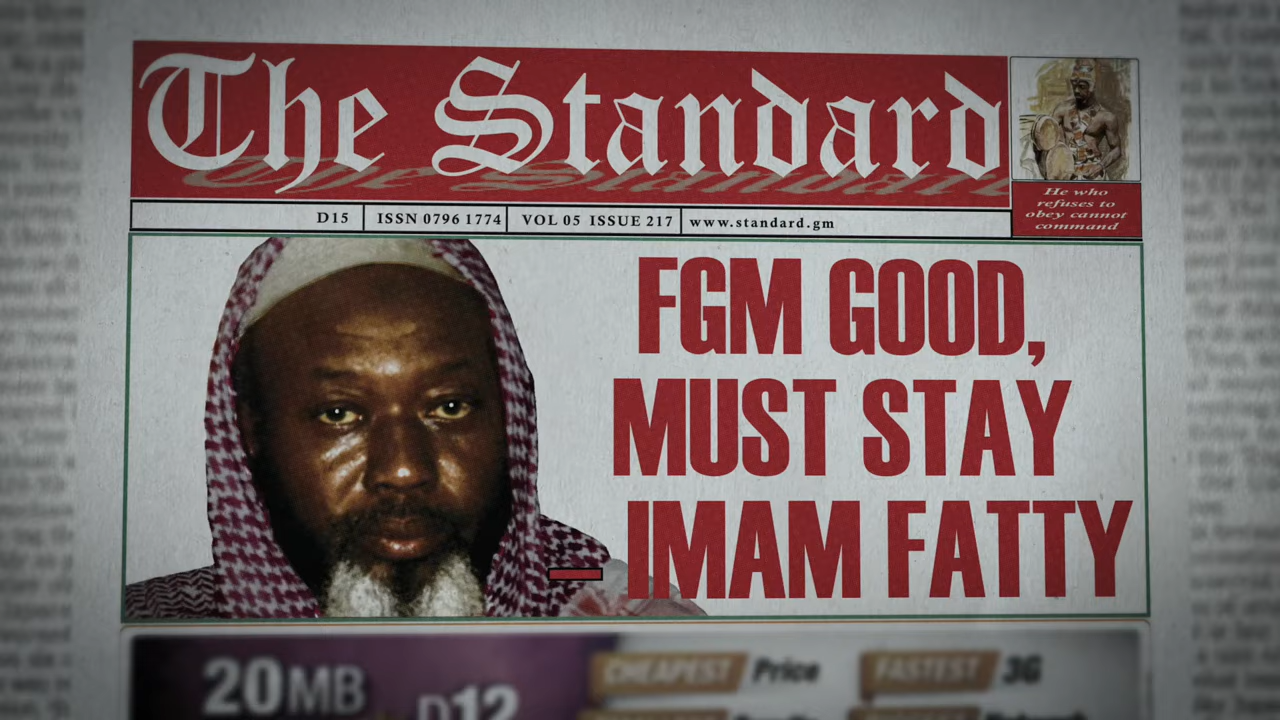 The Standard
He who
refuses to
obey cannot
command
D15 ISSN 0796 1774 VOL 05 ISSUE 217 www.standard.gm
FGM GOOD,
MUST STAY
- IMAM FATTY
20MB D12
CHEAPEST Price FASTEST 3G